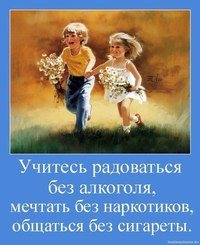 Учитесь радоваться
без алкоголя,
мечтать без наркотиков,
общаться без сигареты.